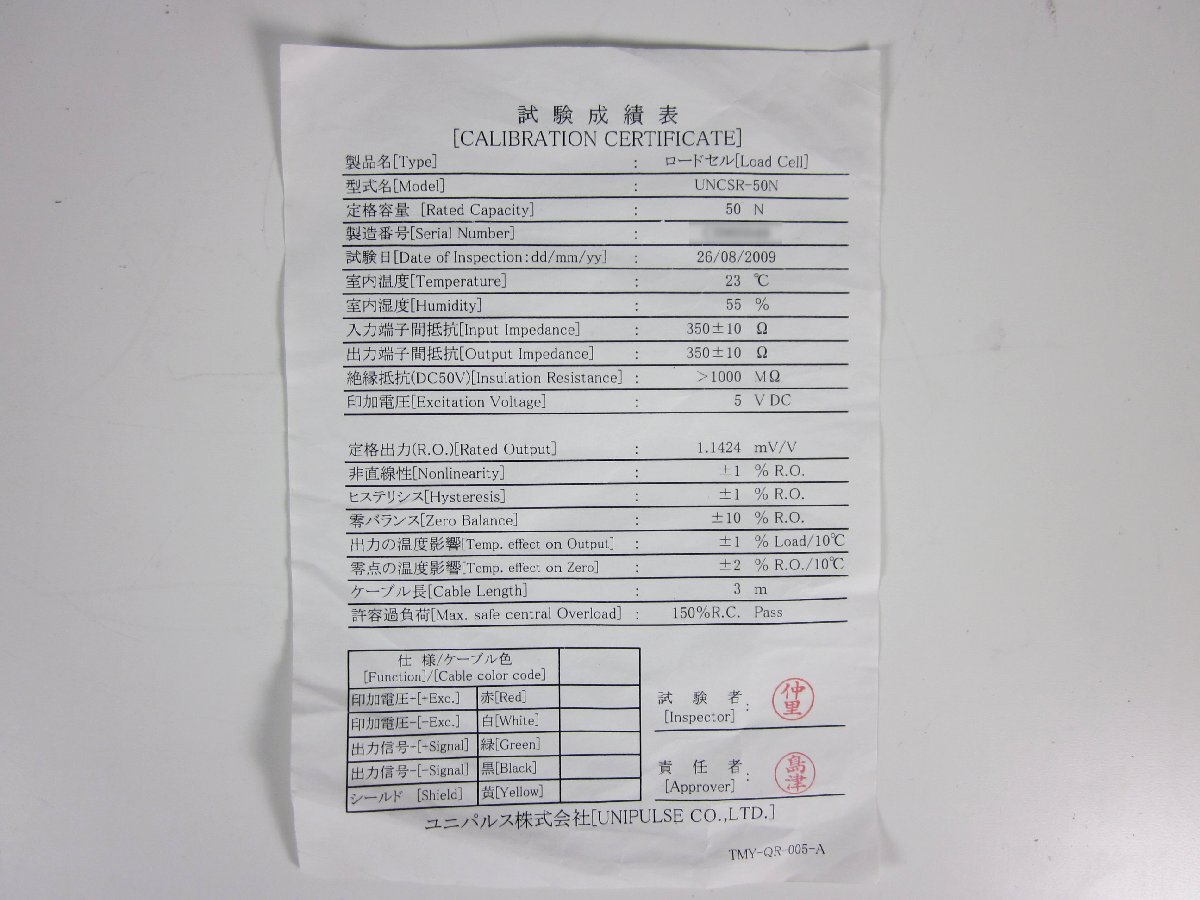 試験成績表
[CALIBRATION CERTIFICATE]
製品名[Type] : ロードセル[Load Cell]
型式名[Model] : UNCSR-50N
定格容量 [Rated Capacity] : 50 N
製造番号[Serial Number] :
試験日[Date of Inspection:dd/mm/yy] : 26/08/2009
室内温度[Temperature] : 23 ℃
室内湿度[Humidity] : 55 %
入力端子間抵抗[Input Impedance] : 350±10 Ω
出力端子間抵抗[Output Impedance] : 350±10 Ω
絶縁抵抗(DC50V)[Insulation Resistance] : >1000 MΩ
印加電圧[Excitation Voltage] : 5 V DC
定格出力(R.O.)[Rated Output] : 1.1424 mV/V
非直線性[Nonlinearity] : ±1 % R.O.
ヒステリシス[Hysteresis] : ±1 % R.O.
零バランス[Zero Balance] : ±10 % R.O.
出力の温度影響[Temp. effect on Output] : ±1 % Load/10℃
零点の温度影響[Temp. effect on Zero] : ±2 % R.O./10℃
ケーブル長[Cable Length] : 3 m
許容過負荷[Max. safe central Overload] : 150%R.C. Pass
仕 様/ケーブル色
[Function]/[Cable color code]
印加電圧+[+Exc.] 赤[Red]
印加電圧-[-Exc.] 白[White]
出力信号+[+Signal] 緑[Green]
出力信号-[-Signal] 黒[Black]
シールド [Shield] 黄[Yellow]
試験者
[Inspector] : 仲里
責任者
[Approver] : 島津
ユニパルス株式会社[UNIPULSE CO.,LTD.]
TMY-QR-005-A